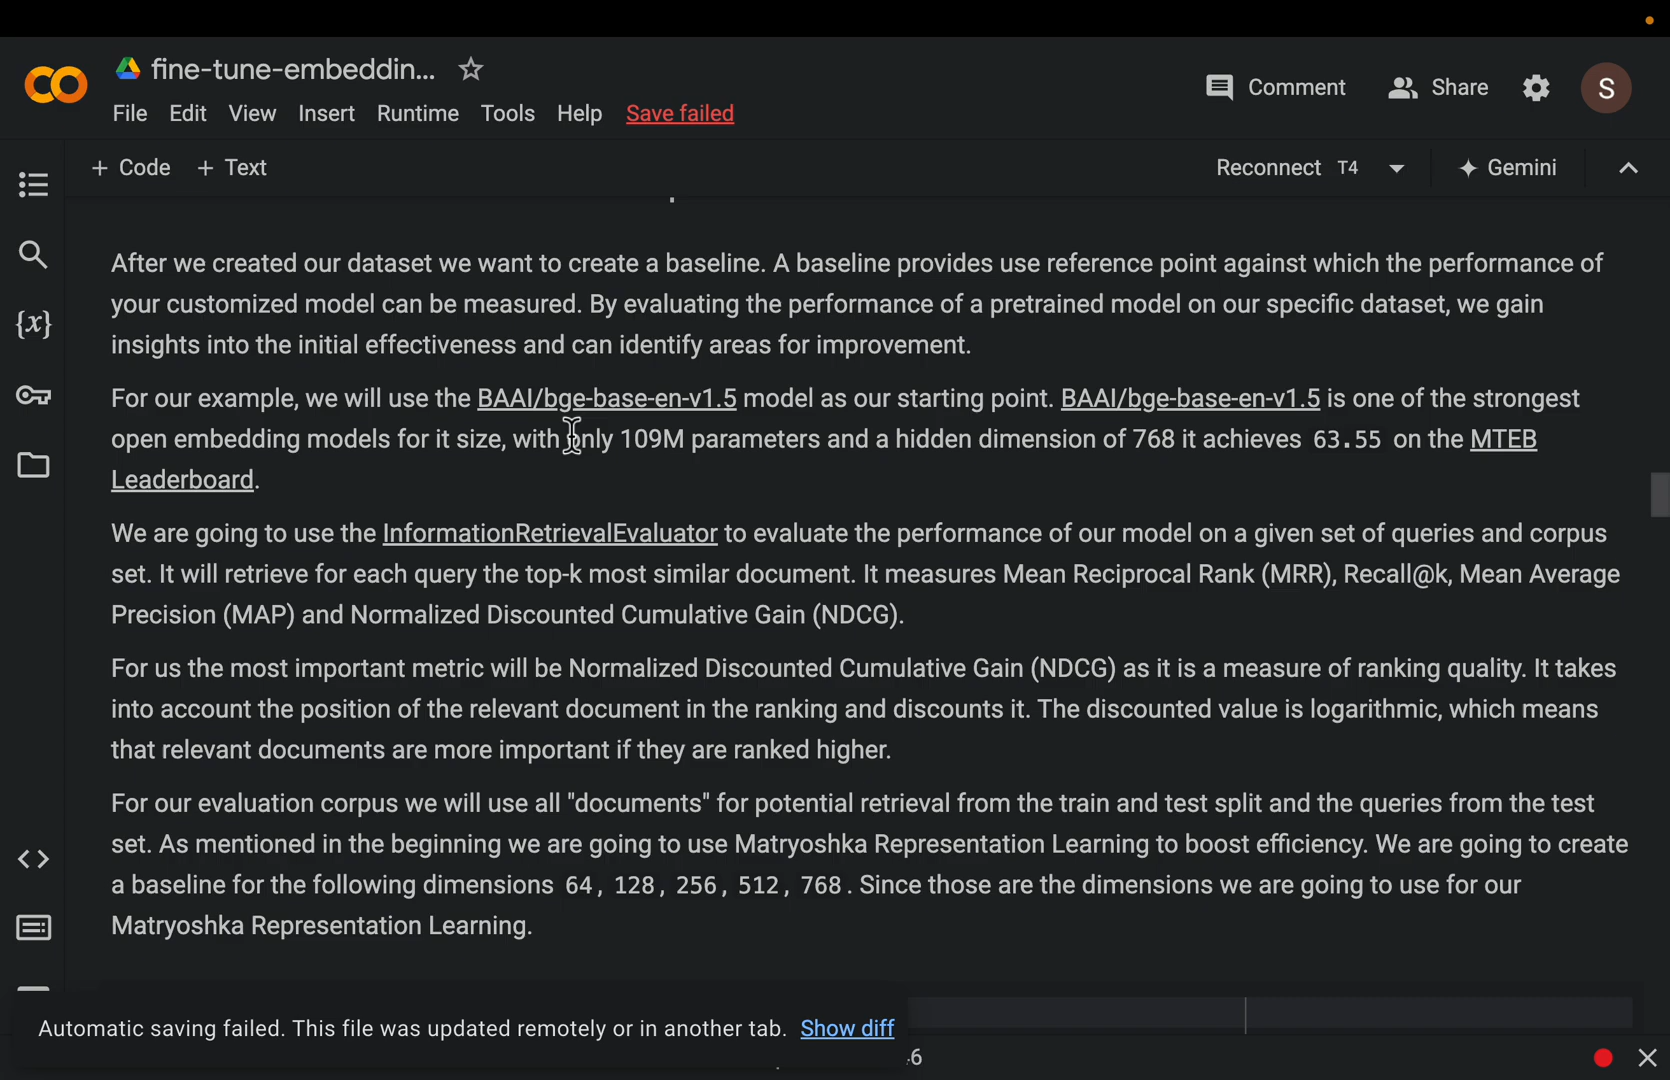 fine-tune-embeddin...
Comment
Share
S
File Edit View Insert Runtime Tools Help Save failed
+ Code + Text
Reconnect T4
Gemini
After we created our dataset we want to create a baseline. A baseline provides use reference point against which the performance of
your customized model can be measured. By evaluating the performance of a pretrained model on our specific dataset, we gain
insights into the initial effectiveness and can identify areas for improvement.
For our example, we will use the BAAI/bge-base-en-v1.5 model as our starting point. BAAI/bge-base-en-v1.5 is one of the strongest
open embedding models for it size, with only 109M parameters and a hidden dimension of 768 it achieves 63.55 on the MTEB
Leaderboard.
We are going to use the InformationRetrievalEvaluator to evaluate the performance of our model on a given set of queries and corpus
set. It will retrieve for each query the top-k most similar document. It measures Mean Reciprocal Rank (MRR), Recall@k, Mean Average
Precision (MAP) and Normalized Discounted Cumulative Gain (NDCG).
For us the most important metric will be Normalized Discounted Cumulative Gain (NDCG) as it is a measure of ranking quality. It takes
into account the position of the relevant document in the ranking and discounts it. The discounted value is logarithmic, which means
that relevant documents are more important if they are ranked higher.
For our evaluation corpus we will use all "documents" for potential retrieval from the train and test split and the queries from the test
set. As mentioned in the beginning we are going to use Matryoshka Representation Learning to boost efficiency. We are going to create
a baseline for the following dimensions 64, 128, 256, 512, 768. Since those are the dimensions we are going to use for our
Matryoshka Representation Learning.
Automatic saving failed. This file was updated remotely or in another tab. Show diff